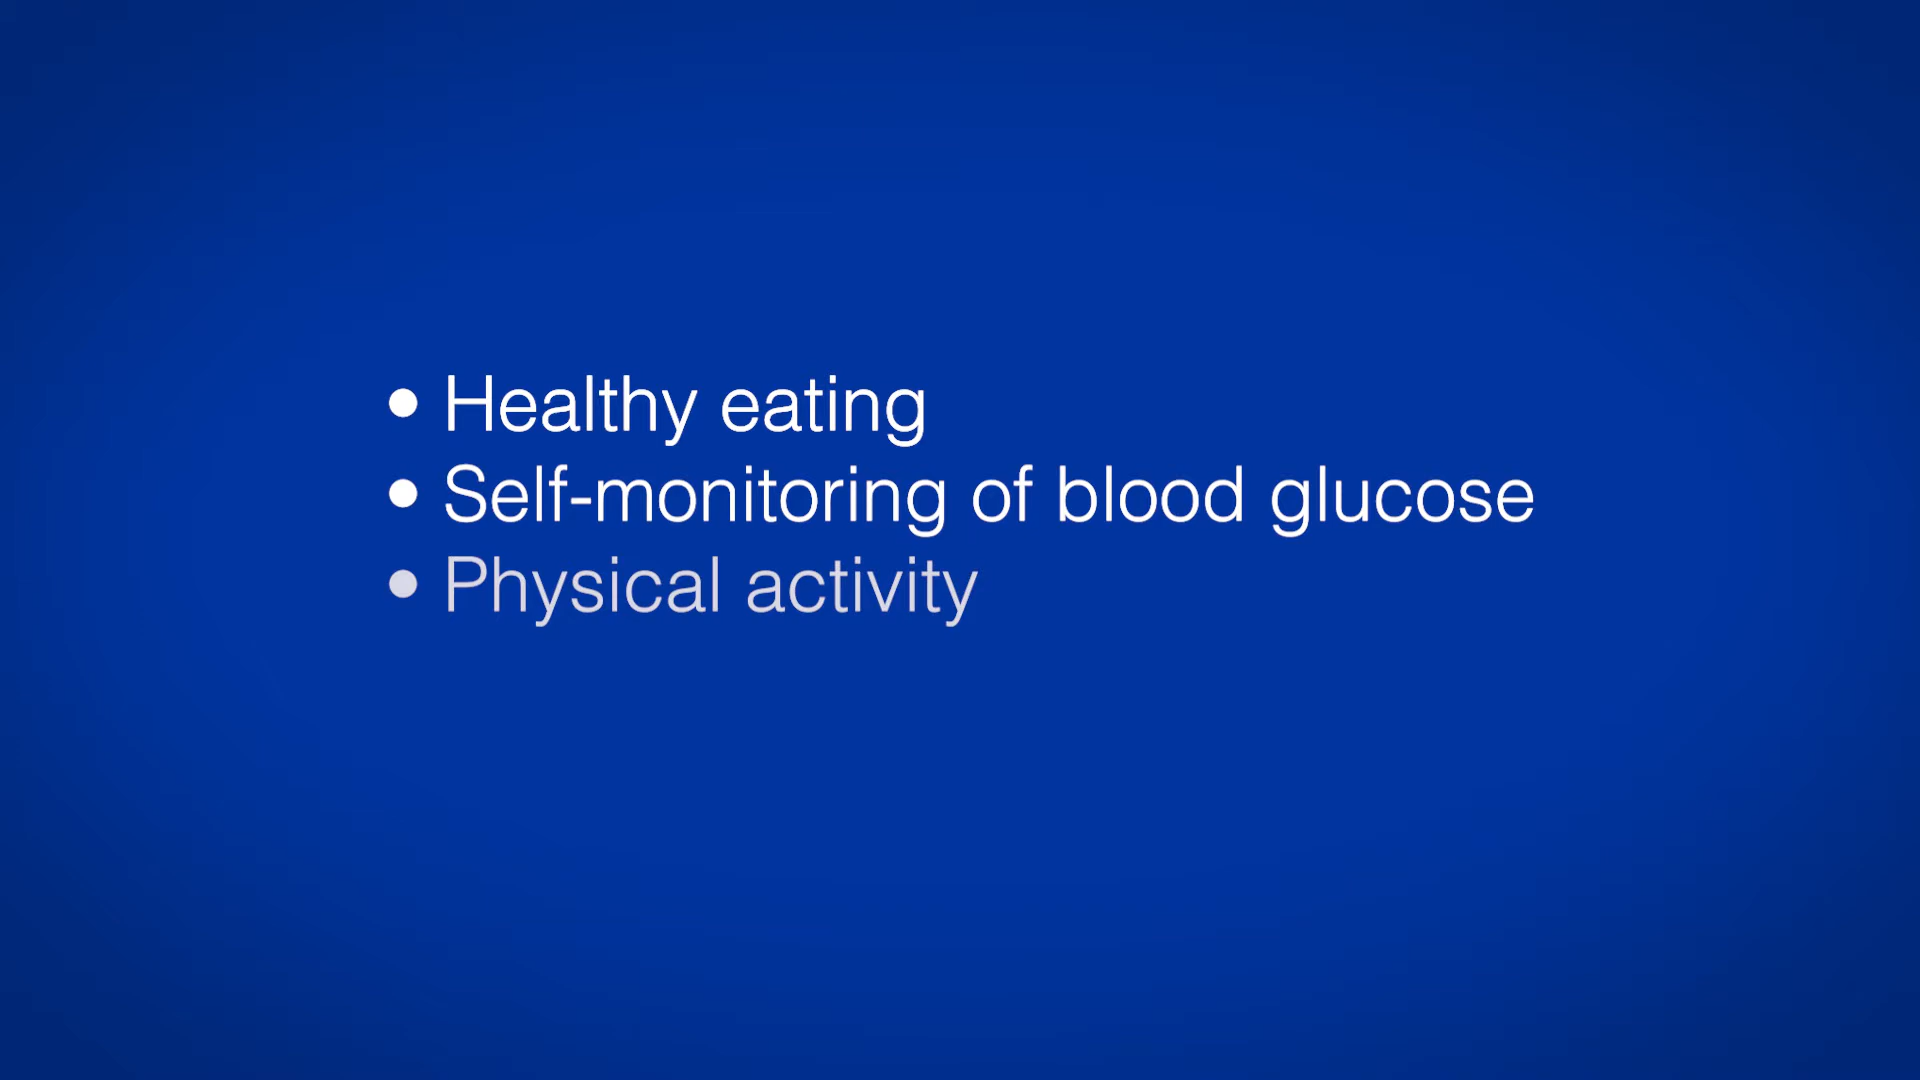 • Healthy eating
• Self-monitoring of blood glucose
• Physical activity